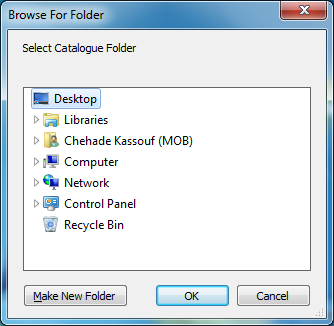 Browse For Folder
Select Catalogue Folder
Desktop
Libraries
Chehade Kassouf (MOB)
Computer
Network
Control Panel
Recycle Bin
Make New Folder
OK
Cancel